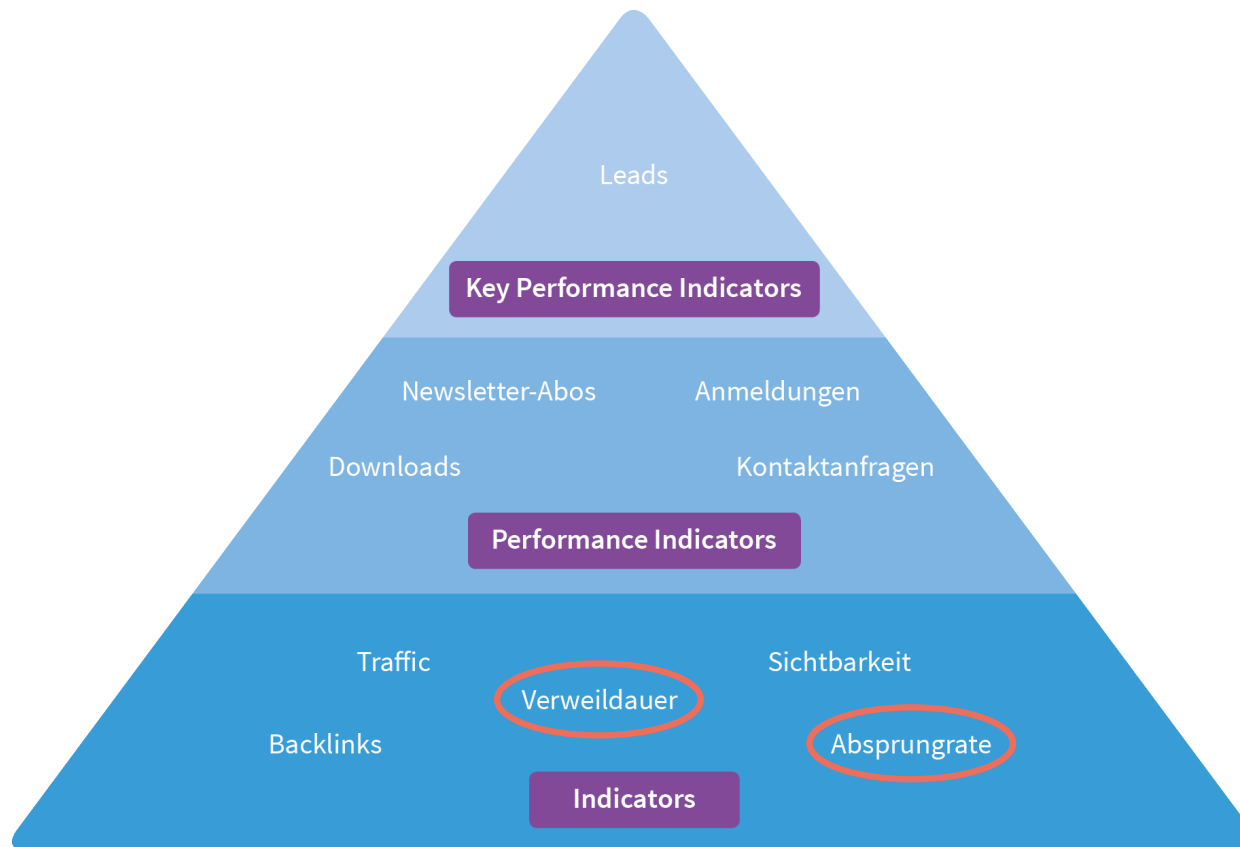 Leads
Key Performance Indicators
Newsletter-Abos
Anmeldungen
Downloads
Kontaktanfragen
Performance Indicators
Traffic
Sichtbarkeit
Verweildauer
Backlinks
Absprungrate
Indicators